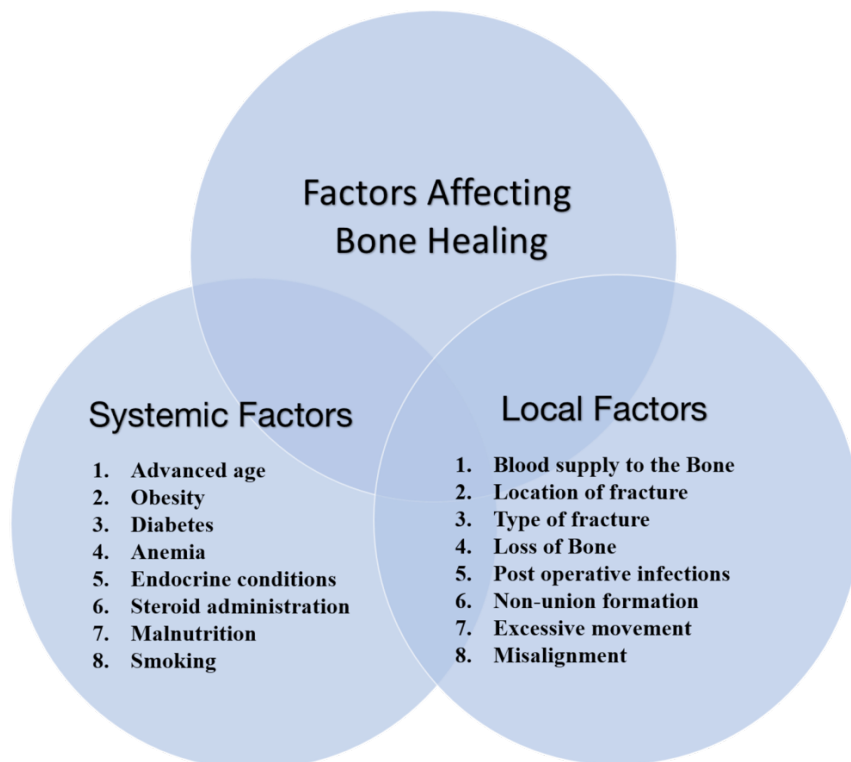 Factors Affecting
Bone Healing
Systemic Factors
1. Advanced age
2. Obesity
3. Diabetes
4. Anemia
5. Endocrine conditions
6. Steroid administration
7. Malnutrition
8. Smoking
Local Factors
1. Blood supply to the Bone
2. Location of fracture
3. Type of fracture
4. Loss of Bone
5. Post operative infections
6. Non-union formation
7. Excessive movement
8. Misalignment